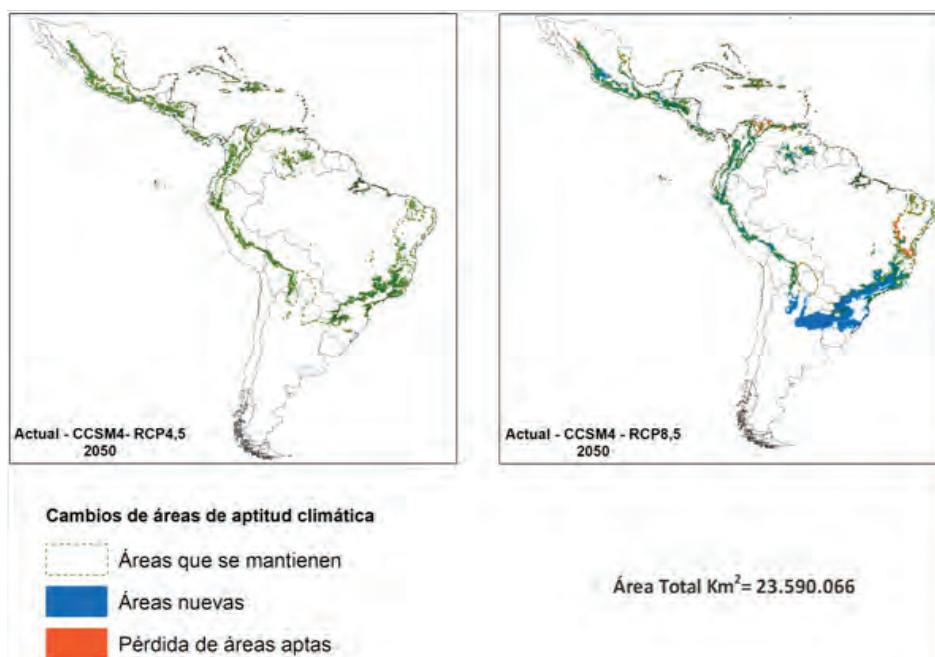 Actual - CCSM4- RCP4,5
2050
Actual - CCSM4 - RCP8,5
2050
Cambios de áreas de aptitud climática
Áreas que se mantienen
Áreas nuevas
Pérdida de áreas aptas
Área Total Km²= 23.590.066